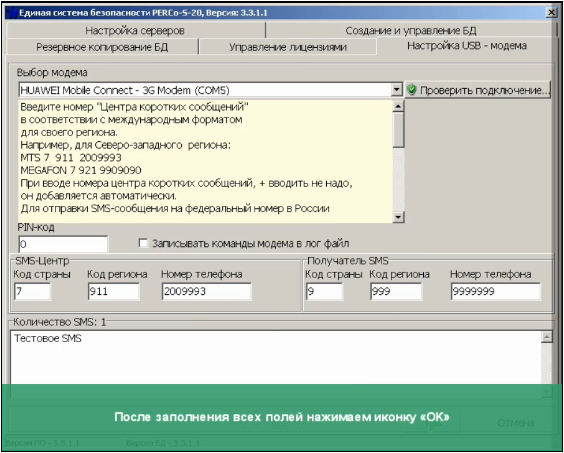 Единая система безопасности PERCo-S-20, Версия: 3.3.1.1
Настройка серверов
Создание и управление БД
Резервное копирование БД
Управление лицензиями
Настройка USB - модема
Выбор модема
HUAWEI Mobile Connect - 3G Modem (COM5)
Проверить подключение...
Введите номер "Центра коротких сообщений"
в соответствии с международным форматом
для своего региона.
Например, для Северо-западного региона:
MTS 7 911 2009993
MEGAFON 7 921 9909090
При вводе номера центра коротких сообщений, + вводить не надо,
он добавляется автоматически.
Для отправки SMS-сообщения на федеральный номер в России
PIN-код
0
Записывать команды модема в лог файл
SMS-Центр
Код страны
Код региона
Номер телефона
7
911
2009993
Получатель SMS
Код страны
Код региона
Номер телефона
9
999
9999999
Количество SMS: 1
Тестовое SMS
После заполнения всех полей нажимаем иконку «ОК»
Отмена
Версия ПО - 3.3.1.1
Версия БД - 3.3.1.1